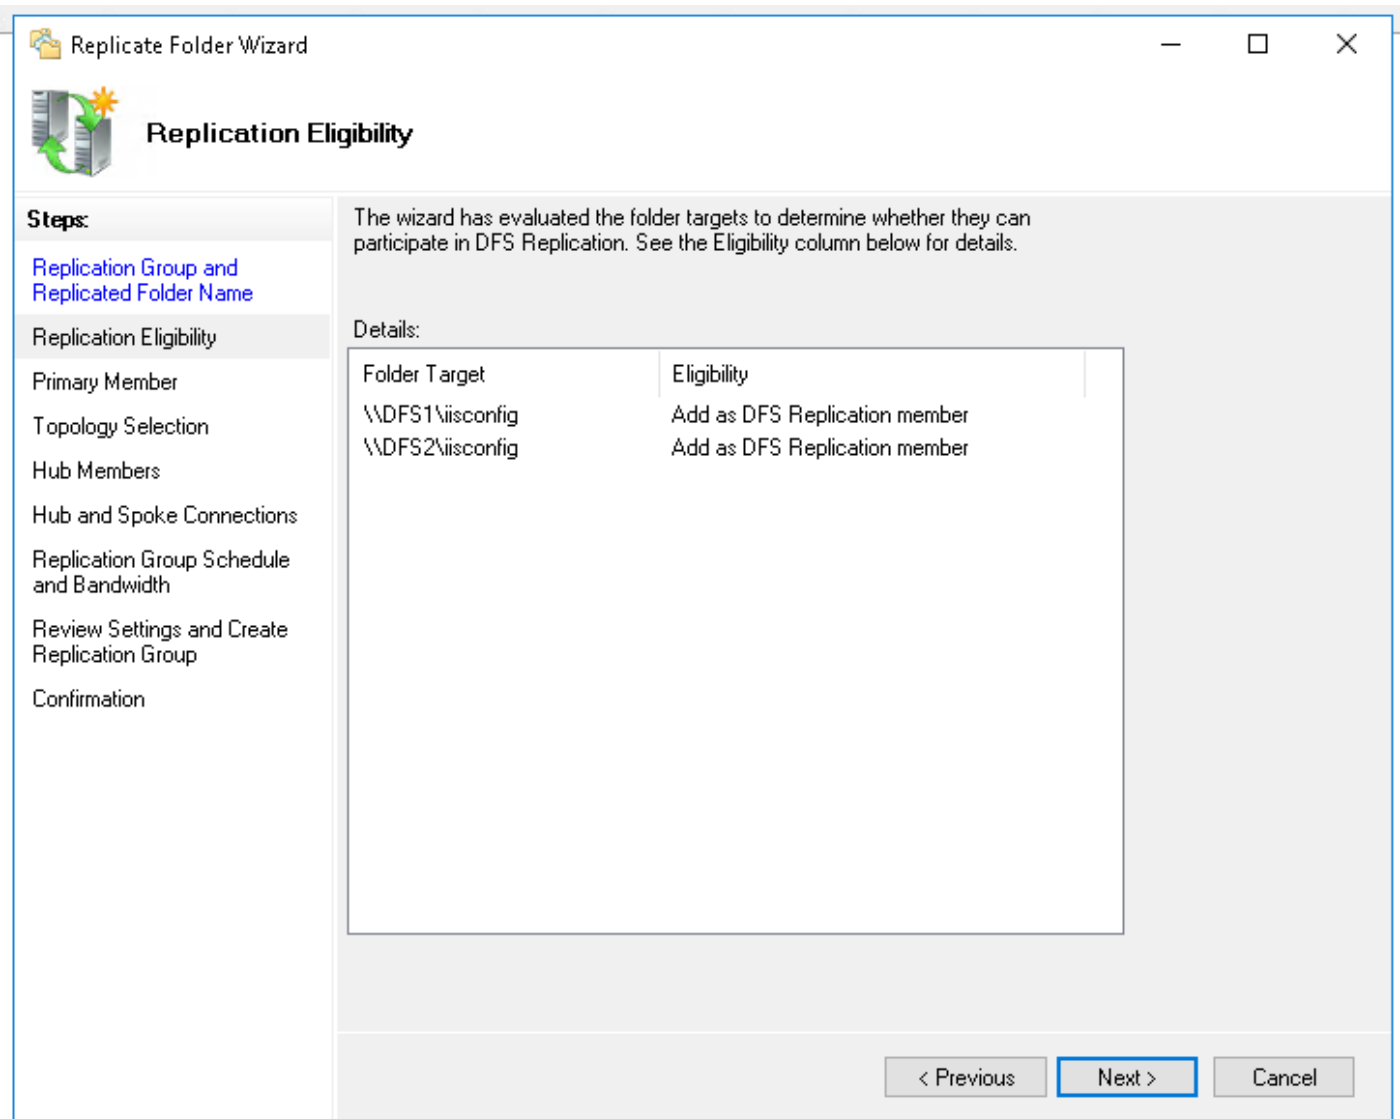 Replicate Folder Wizard
Replication Eligibility
Steps:
Replication Group and
Replicated Folder Name
Replication Eligibility
Primary Member
Topology Selection
Hub Members
Hub and Spoke Connections
Replication Group Schedule
and Bandwidth
Review Settings and Create
Replication Group
Confirmation
The wizard has evaluated the folder targets to determine whether they can
participate in DFS Replication. See the Eligibility column below for details.
Details:
Folder Target Eligibility
\\DFS1\iisconfig Add as DFS Replication member
\\DFS2\iisconfig Add as DFS Replication member
< Previous Next > Cancel